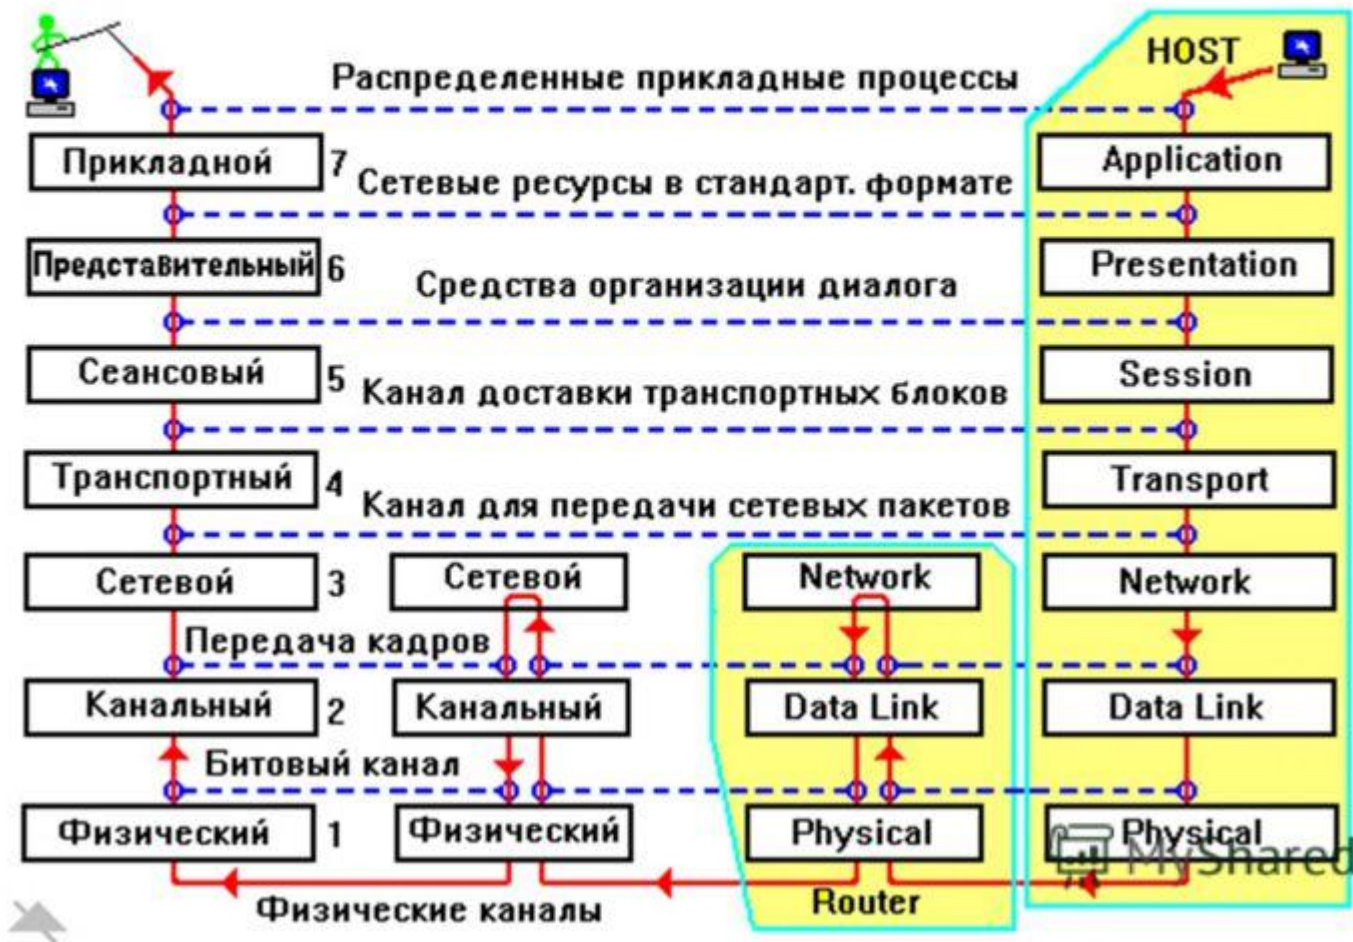 HOST
Распределенные прикладные процессы
Прикладной 7 Application
Сетевые ресурсы в стандарт. формате
Представительный 6 Presentation
Средства организации диалога
Сеансовый 5 Session
Канал доставки транспортных блоков
Транспортный 4 Transport
Канал для передачи сетевых пакетов
Сетевой 3 Сетевой Network Network
Передача кадров
Канальный 2 Канальный Data Link Data Link
Битовый канал
Физический 1 Физический Physical Physical
MyShared
Физические каналы
Router